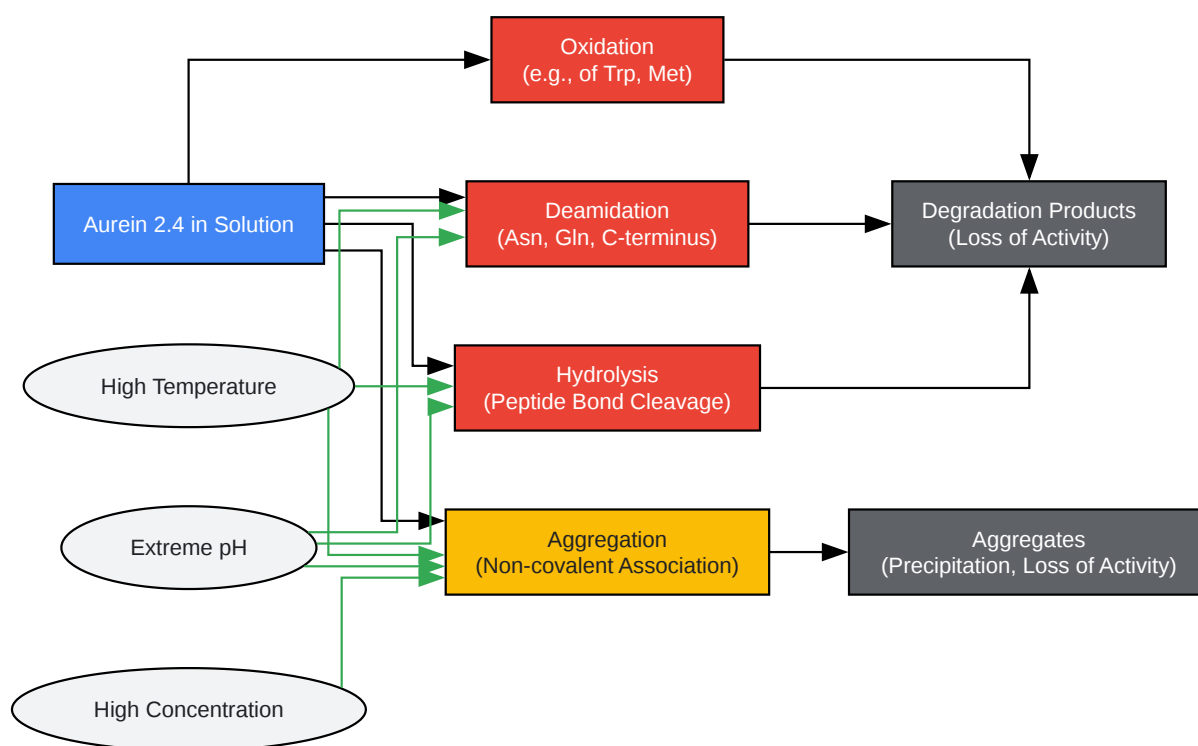 Oxidation
(e.g., of Trp, Met)
Aurein 2.4 in Solution
Deamidation
(Asn, Gln, C-terminus)
Degradation Products
(Loss of Activity)
High Temperature
Hydrolysis
(Peptide Bond Cleavage)
Extreme pH
Aggregation
(Non-covalent Association)
Aggregates
(Precipitation, Loss of Activity)
High Concentration